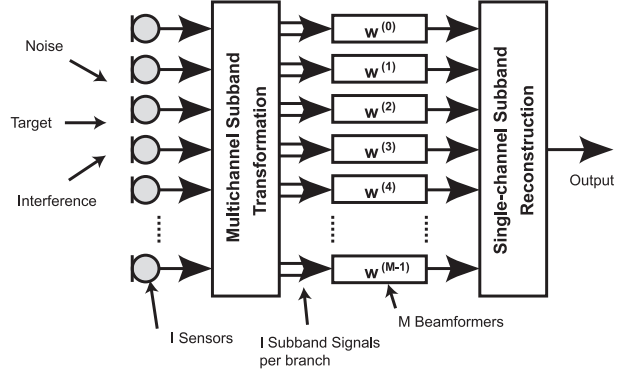 Noise
Target
Interference
Multichannel Subband
Transformation
w(0)
w(1)
w(2)
w(3)
w(4)
w(M-1)
Single-channel Subband
Reconstruction
Output
I Sensors
I Subband Signals
per branch
M Beamformers